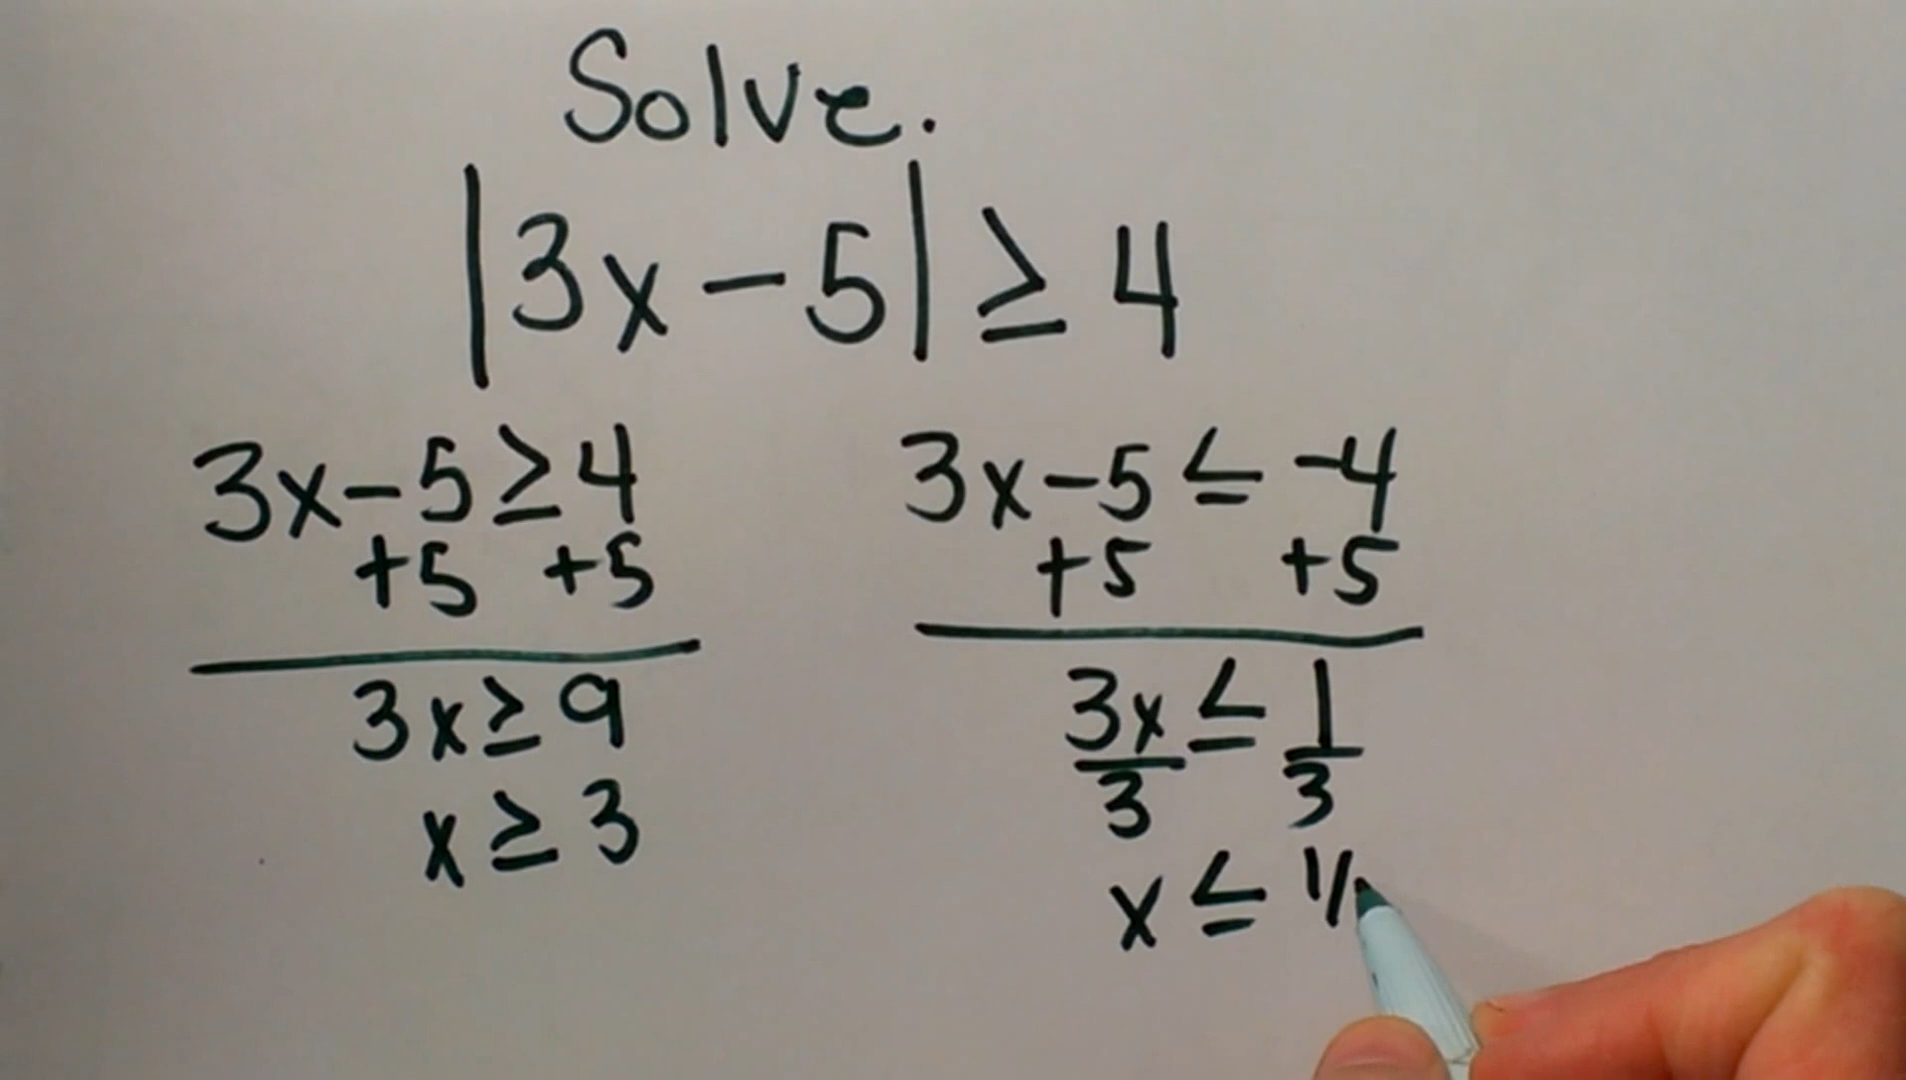 Solve.
|3x-5| ≥ 4
3x-5≥4
+5 +5
3x≥9
x≥3
3x-5≤-4
+5 +5
3x/3≤1/3
x≤1/